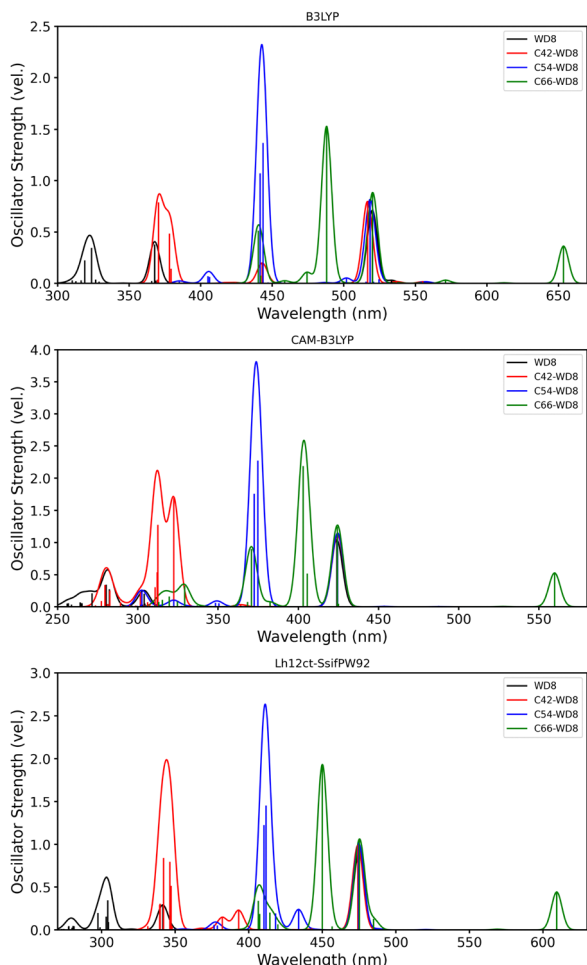 B3LYP
Oscillator Strength (vel.)
2.5
2.0
1.5
1.0
0.5
0.0
WD8
C42-WD8
C54-WD8
C66-WD8
300 350 400 450 500 550 600 650
Wavelength (nm)
CAM-B3LYP
Oscillator Strength (vel.)
4.0
3.5
3.0
2.5
2.0
1.5
1.0
0.5
0.0
WD8
C42-WD8
C54-WD8
C66-WD8
250 300 350 400 450 500 550
Wavelength (nm)
Lh12ct-SsifPW92
Oscillator Strength (vel.)
3.0
2.5
2.0
1.5
1.0
0.5
0.0
WD8
C42-WD8
C54-WD8
C66-WD8
300 350 400 450 500 550 600
Wavelength (nm)